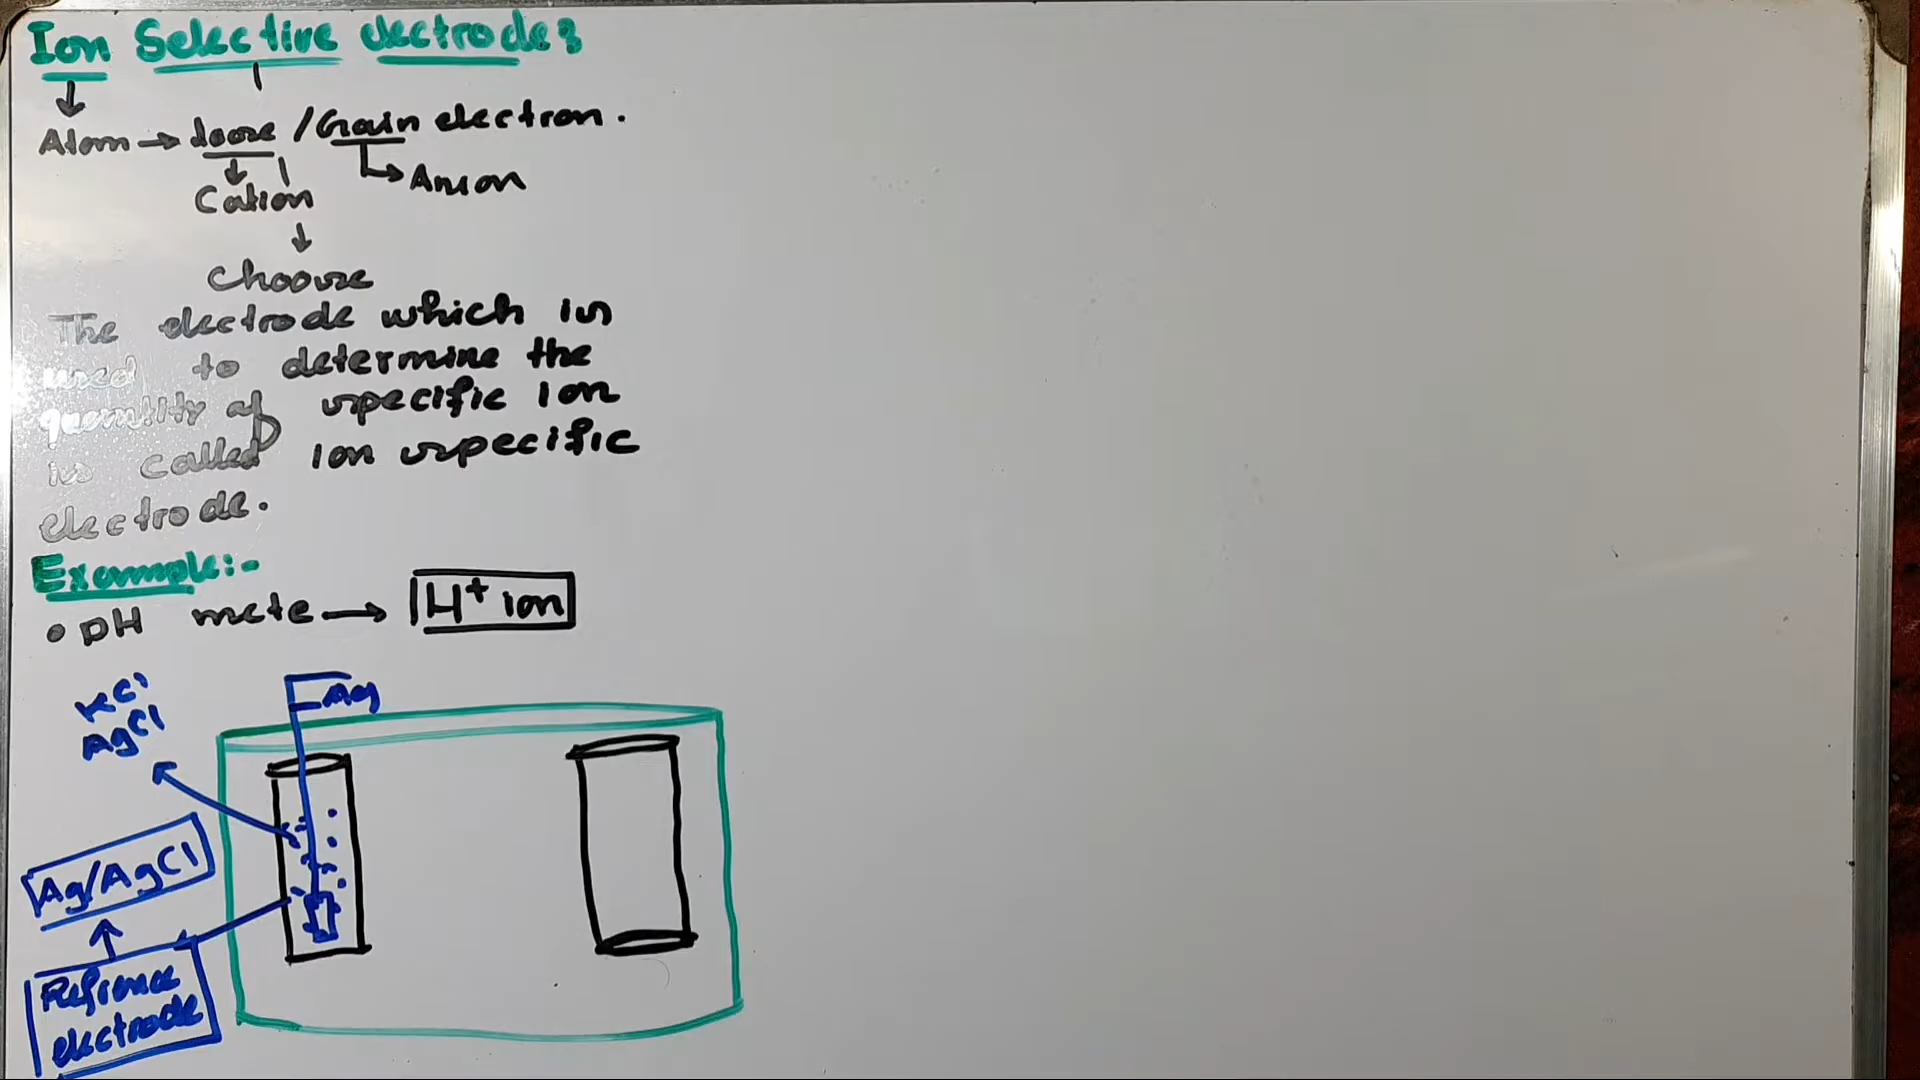 Ion Selective electrodes
Atom → loose / Gain electron.
Cation
Anion
Choose
The electrode which is
used to determine the
quantity of specific Ion
is called Ion specific
electrode.
Example:-
• pH mete → H⁺ ion
KCl
AgCl
Ag
Ag/AgCl
Refrence
electrode